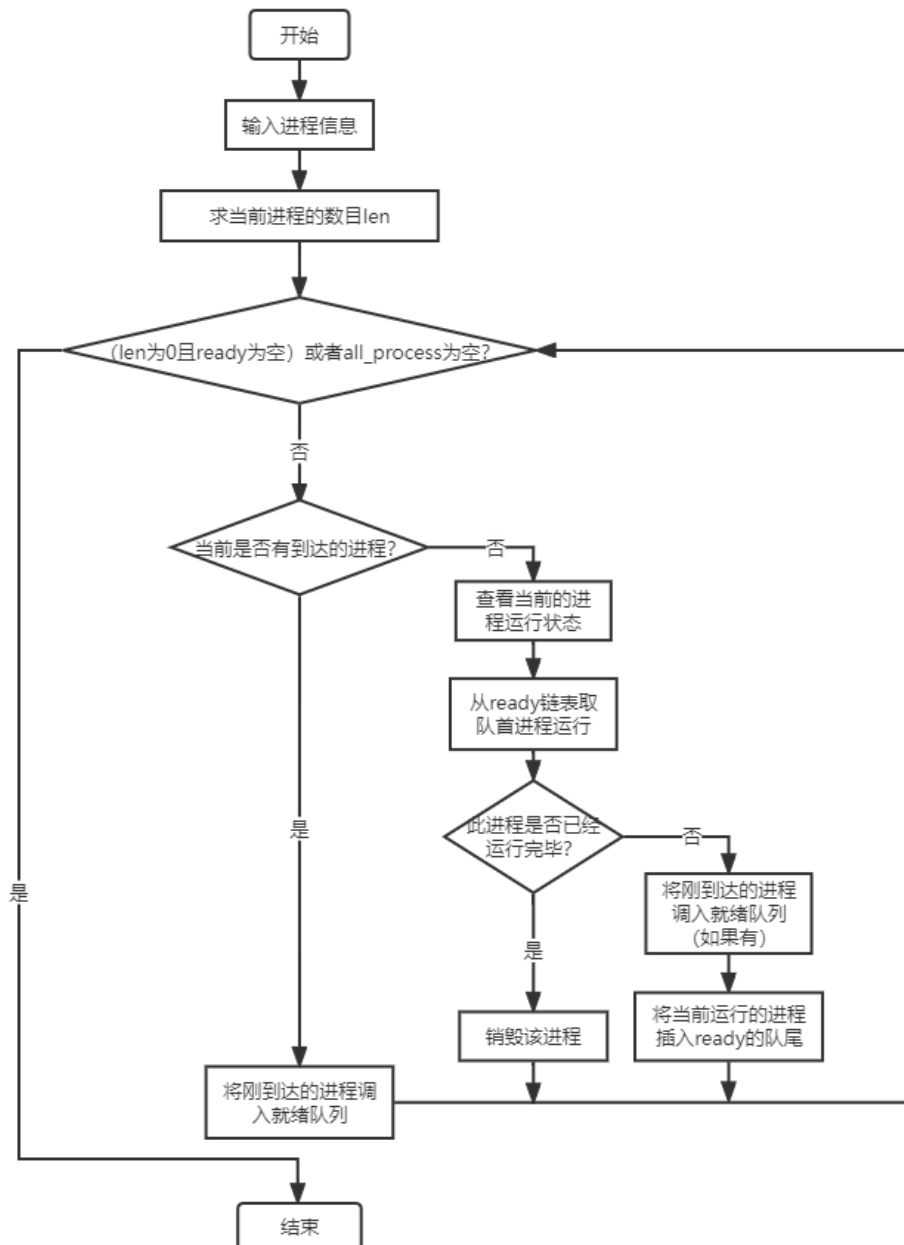 开始
输入进程信息
求当前进程的数目len
（len为0且ready为空）或者all_process为空？
否
当前是否有到达的进程？
否
查看当前的进
程运行状态
从ready链表取
队首进程运行
此进程是否已经
运行完毕？
否
是
是
将刚到达的进程
调入就绪队列
（如果有）
是
将当前运行的进程
插入ready的队尾
销毁该进程
将刚到达的进程调
入就绪队列
结束